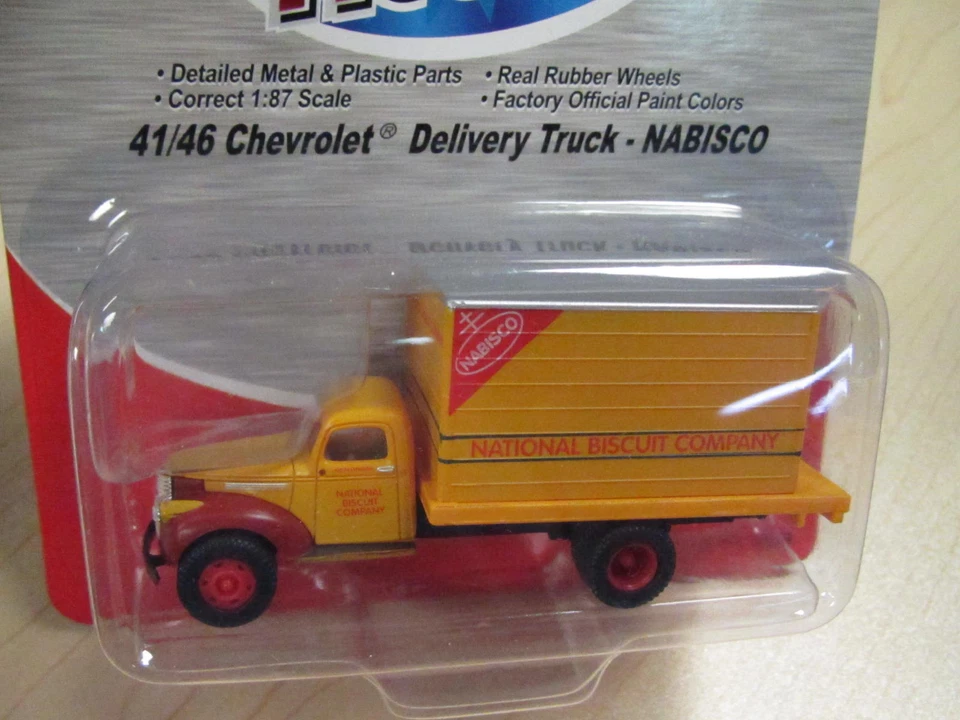 • Detailed Metal & Plastic Parts • Real Rubber Wheels
• Correct 1:87 Scale • Factory Official Paint Colors
41/46 Chevrolet® Delivery Truck - NABISCO
NABISCO
NATIONAL BISCUIT COMPANY
NATIONAL
BISCUIT
COMPANY